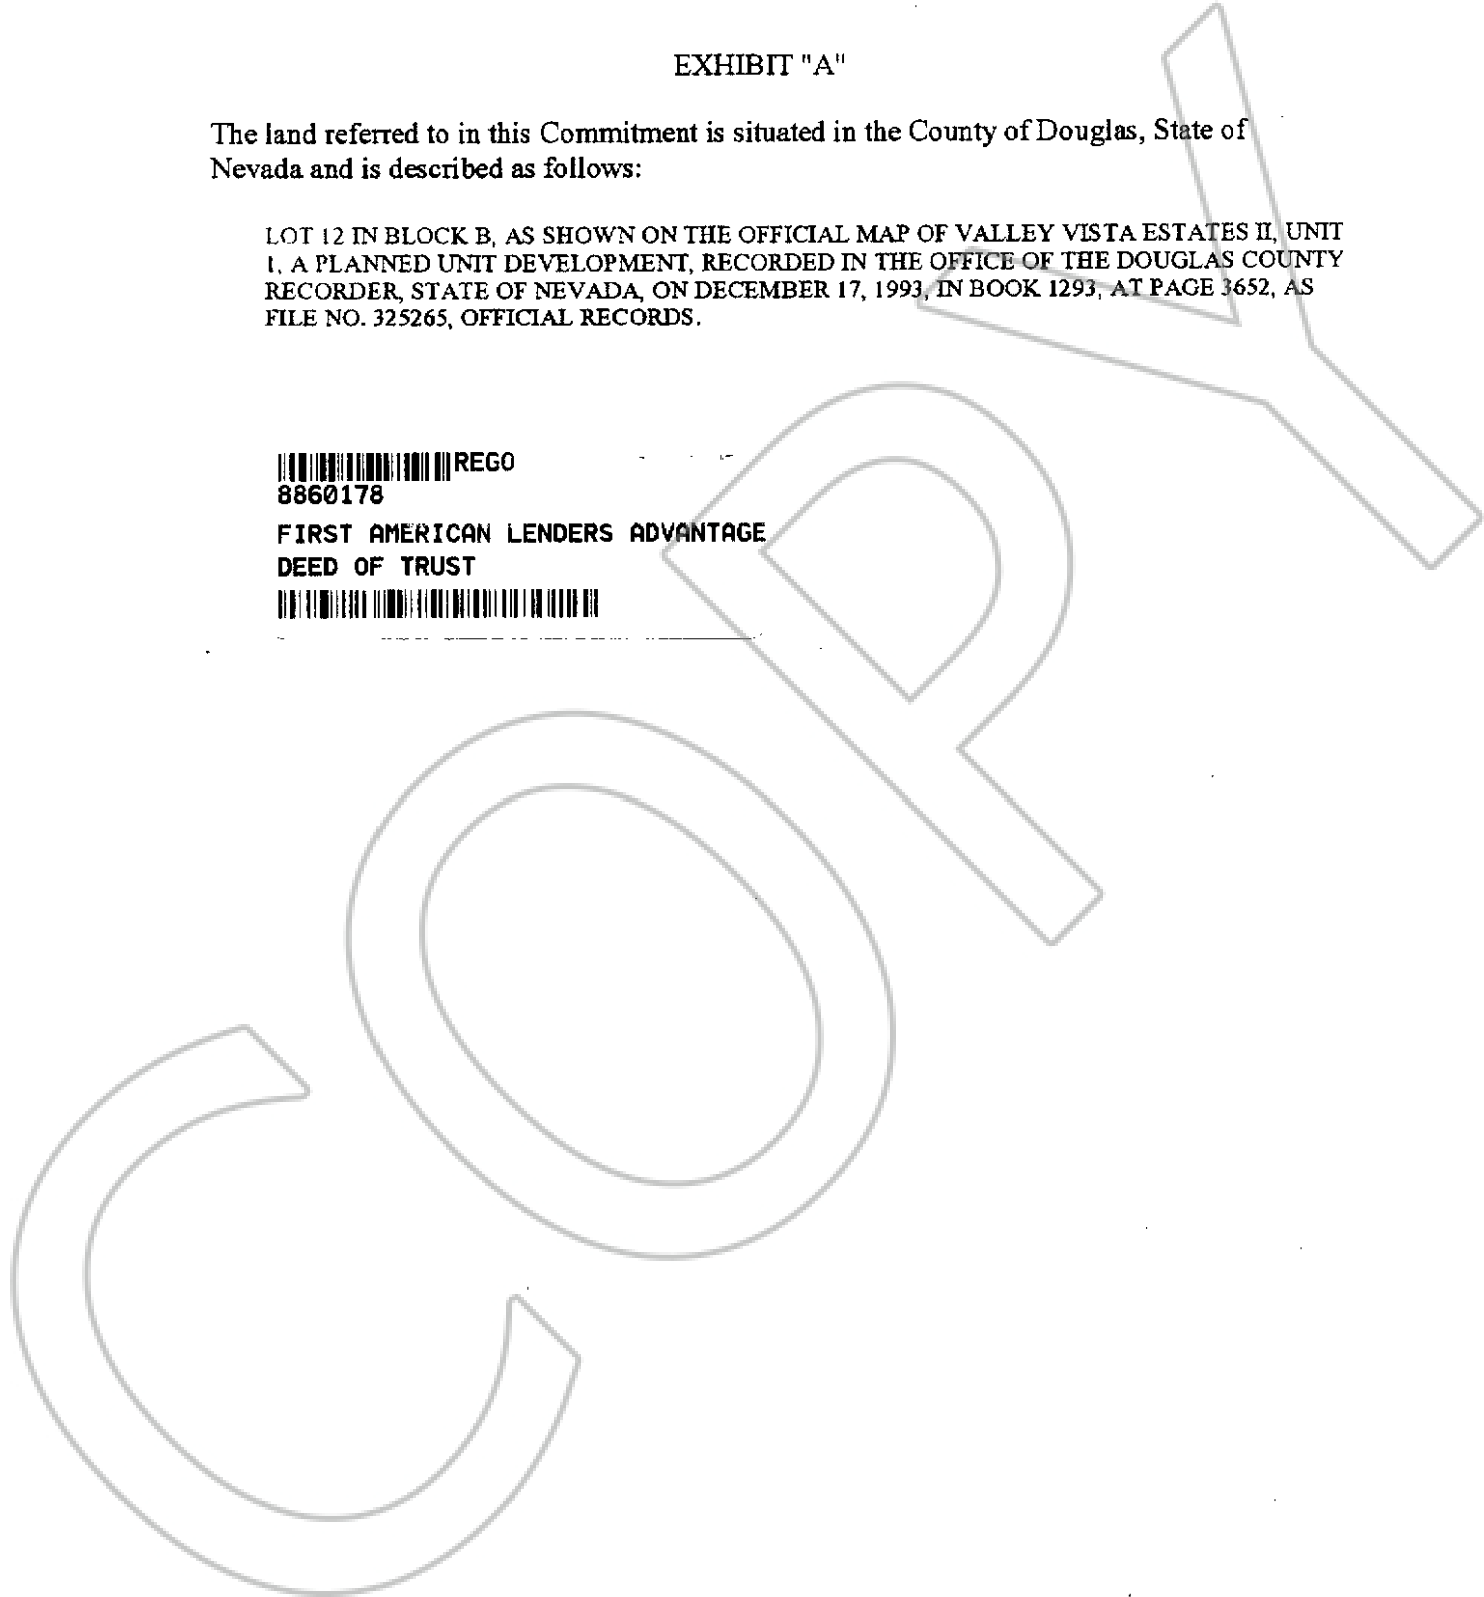 EXHIBIT "A"
The land referred to in this Commitment is situated in the County of Douglas, State of
Nevada and is described as follows:
LOT 12 IN BLOCK B, AS SHOWN ON THE OFFICIAL MAP OF VALLEY VISTA ESTATES II, UNIT
1, A PLANNED UNIT DEVELOPMENT, RECORDED IN THE OFFICE OF THE DOUGLAS COUNTY
RECORDER, STATE OF NEVADA, ON DECEMBER 17, 1993, IN BOOK 1293, AT PAGE 3652, AS
FILE NO. 325265, OFFICIAL RECORDS.
REGO
8860178
FIRST AMERICAN LENDERS ADVANTAGE
DEED OF TRUST
COPY